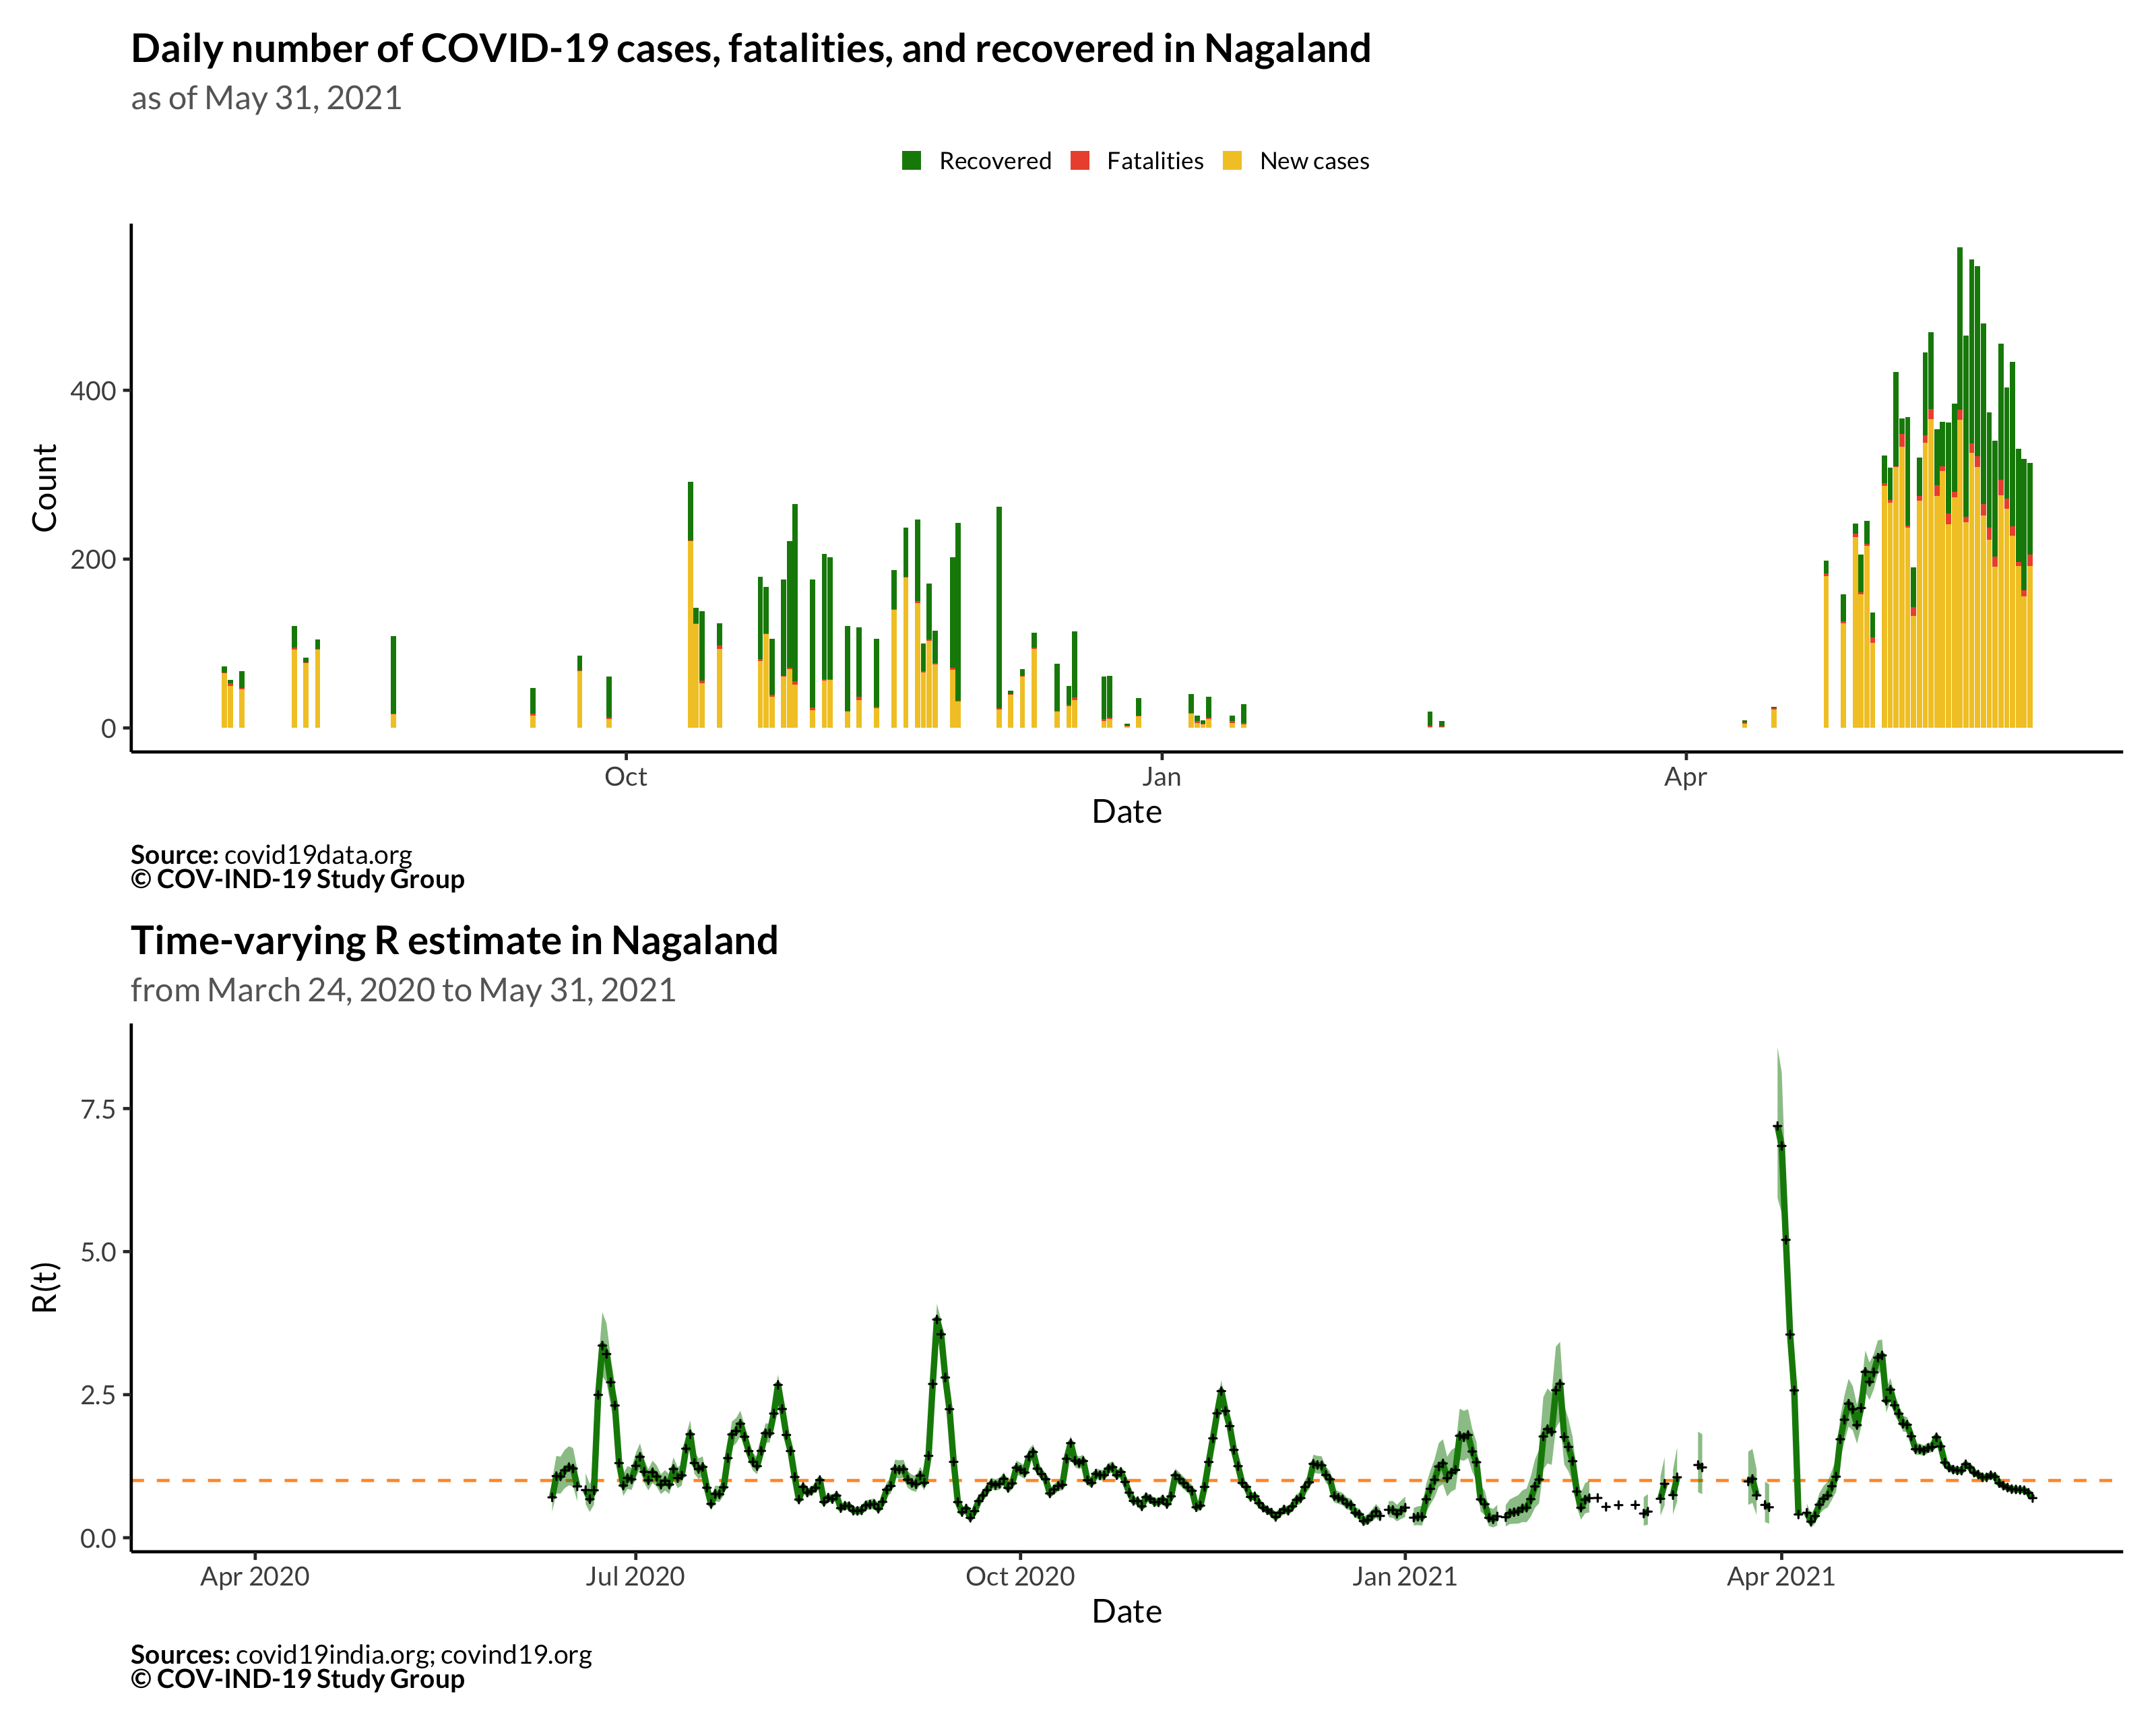 Daily number of COVID-19 cases, fatalities, and recovered in Nagaland
as of May 31, 2021
Recovered Fatalities New cases
Count
400
200
0
Oct Jan Apr
Date
Source: covid19data.org
© COV-IND-19 Study Group
Time-varying R estimate in Nagaland
from March 24, 2020 to May 31, 2021
R(t)
7.5
5.0
2.5
0.0
Apr 2020 Jul 2020 Oct 2020 Jan 2021 Apr 2021
Date
Sources: covid19india.org; covind19.org
© COV-IND-19 Study Group